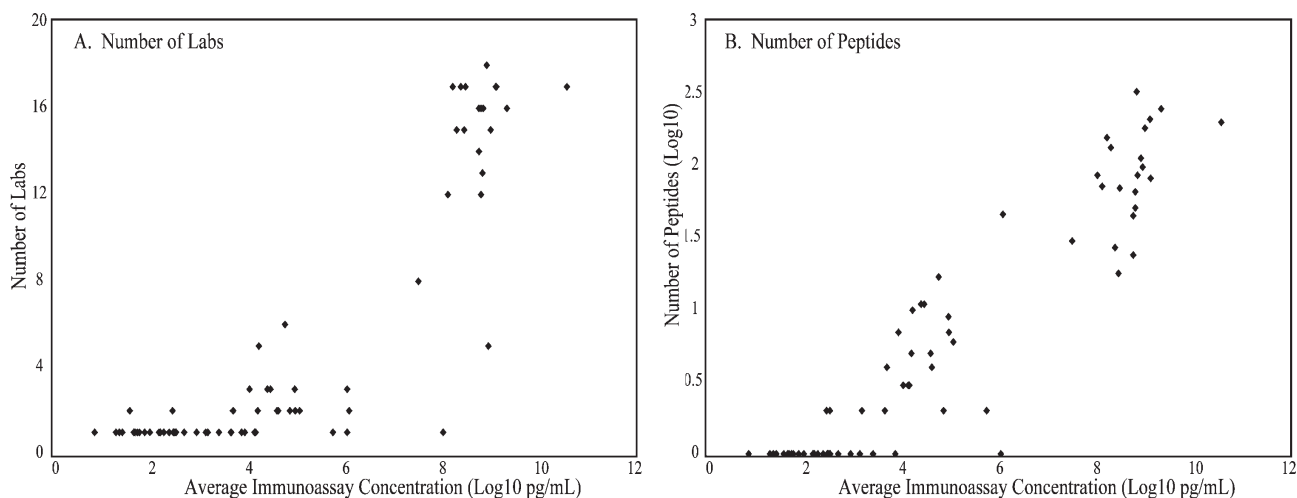 A. Number of Labs
20
16
12
8
4
0
Number of Labs
0 2 4 6 8 10 12
Average Immunoassay Concentration (Log10 pg/mL)
B. Number of Peptides
3
2.5
2
1.5
1
0.5
0
Number of Peptides (Log10)
0 2 4 6 8 10 12
Average Immunoassay Concentration (Log10 pg/mL)